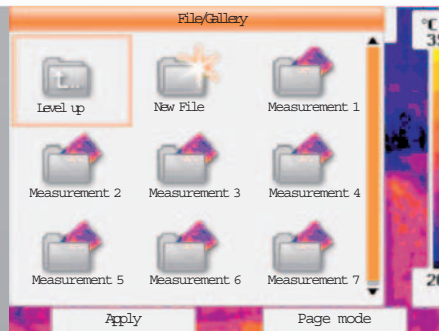 File/Gallery
°C
Level up
New File
Measurement 1
Measurement 2
Measurement 3
Measurement 4
Measurement 5
Measurement 6
Measurement 7
Apply
Page mode